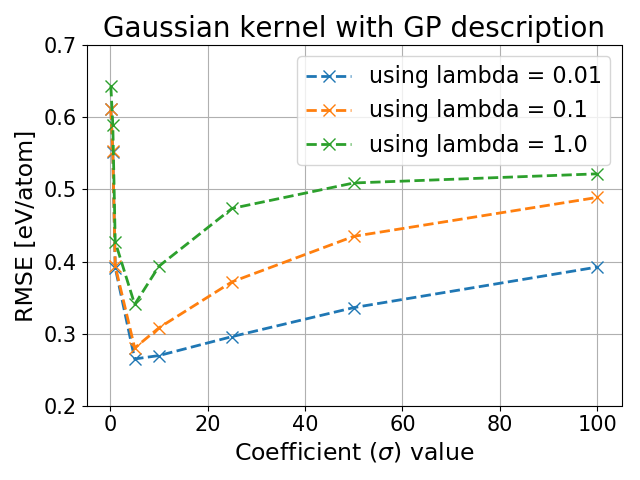 Gaussian kernel with GP description
RMSE [eV/atom]
0.7
0.6
0.5
0.4
0.3
0.2
using lambda = 0.01
using lambda = 0.1
using lambda = 1.0
0 20 40 60 80 100
Coefficient (σ) value